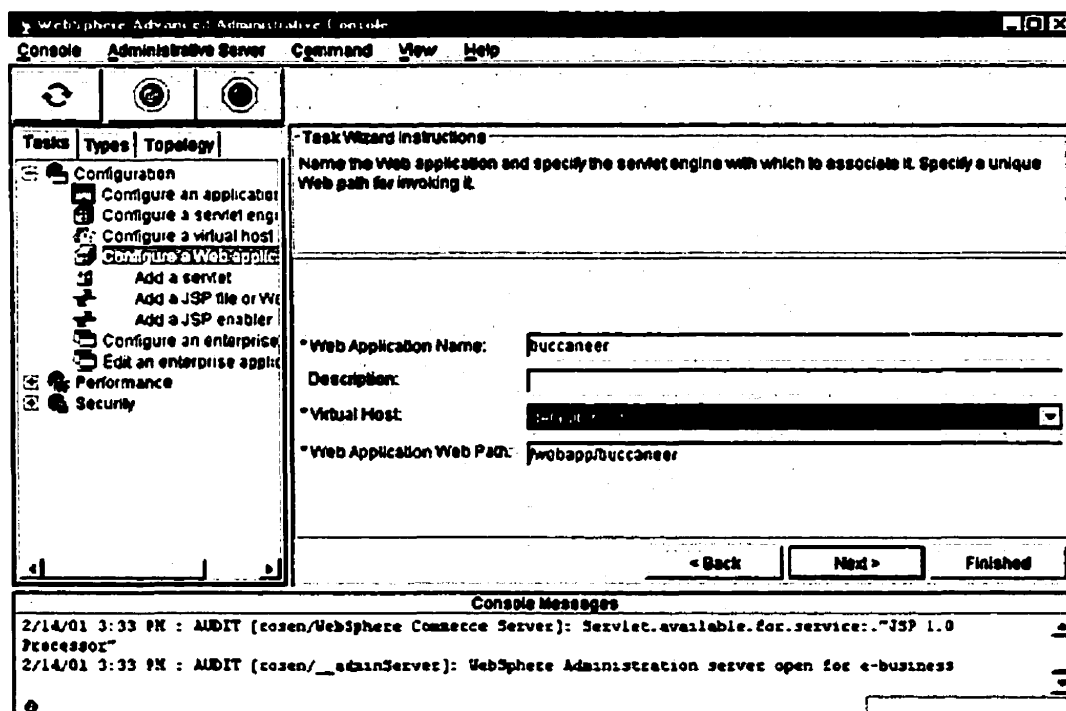 WebSphere Advanced Administrative Console
Console Administrative Server Command View Help
Tasks Types Topology
Configuration
Configure an application
Configure a servlet engi
Configure a virtual host
Configure a Web applic
Add a servlet
Add a JSP file or We
Add a JSP enabler
Configure an enterprise
Edit an enterprise applic
Performance
Security
Task Wizard Instructions
Name the Web application and specify the servlet engine with which to associate it. Specify a unique
Web path for invoking it.
*Web Application Name: buccaneer
Description:
*Virtual Host:
*Web Application Web Path: /webapp/buccaneer
< Back Next > Finished
Console Messages
2/14/01 3:33 PM : AUDIT [rosen/WebSphere Commerce Server]: Servlet.available.for.service:."JSP 1.0
Processor"
2/14/01 3:33 PM : AUDIT [rosen/__adminServer]: WebSphere Administration server open for e-business